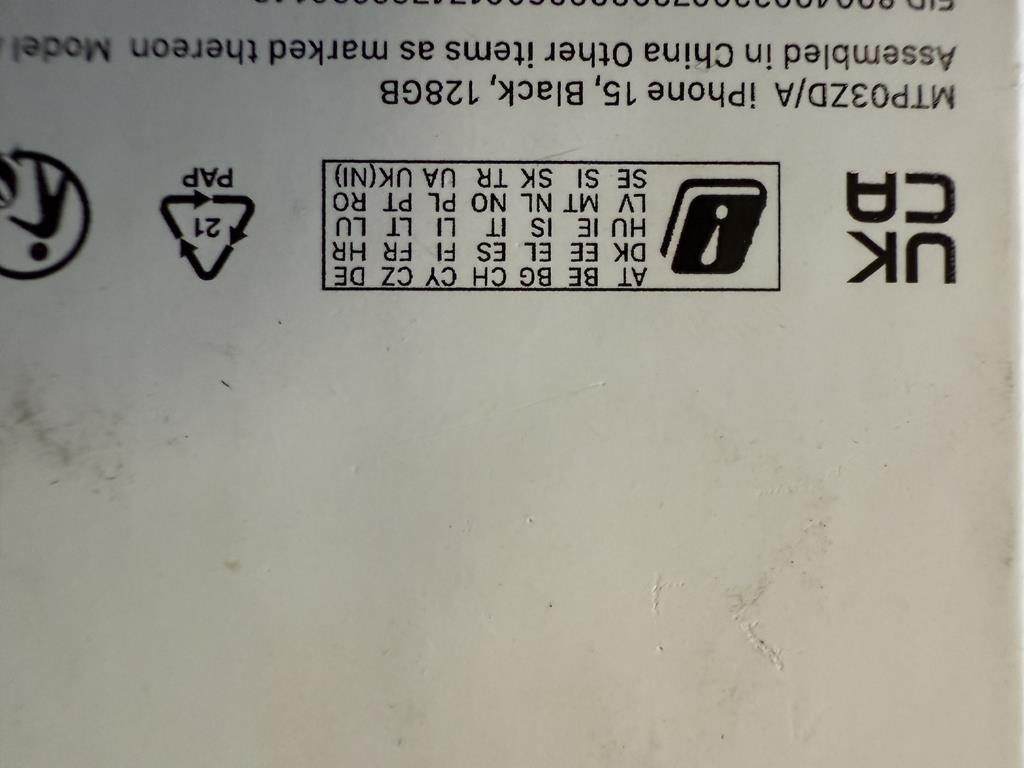 UK
CA
AT BE BG CH CY CZ DE
DK EE EL ES FI FR HR
HU IE IS IT LI LT LU
LV MT NL NO PL PT RO
SE SI SK TR UA UK(NI)
21
PAP
MTP03ZD/A iPhone 15, Black, 128GB
Assembled in China Other items as marked thereon Model
EID